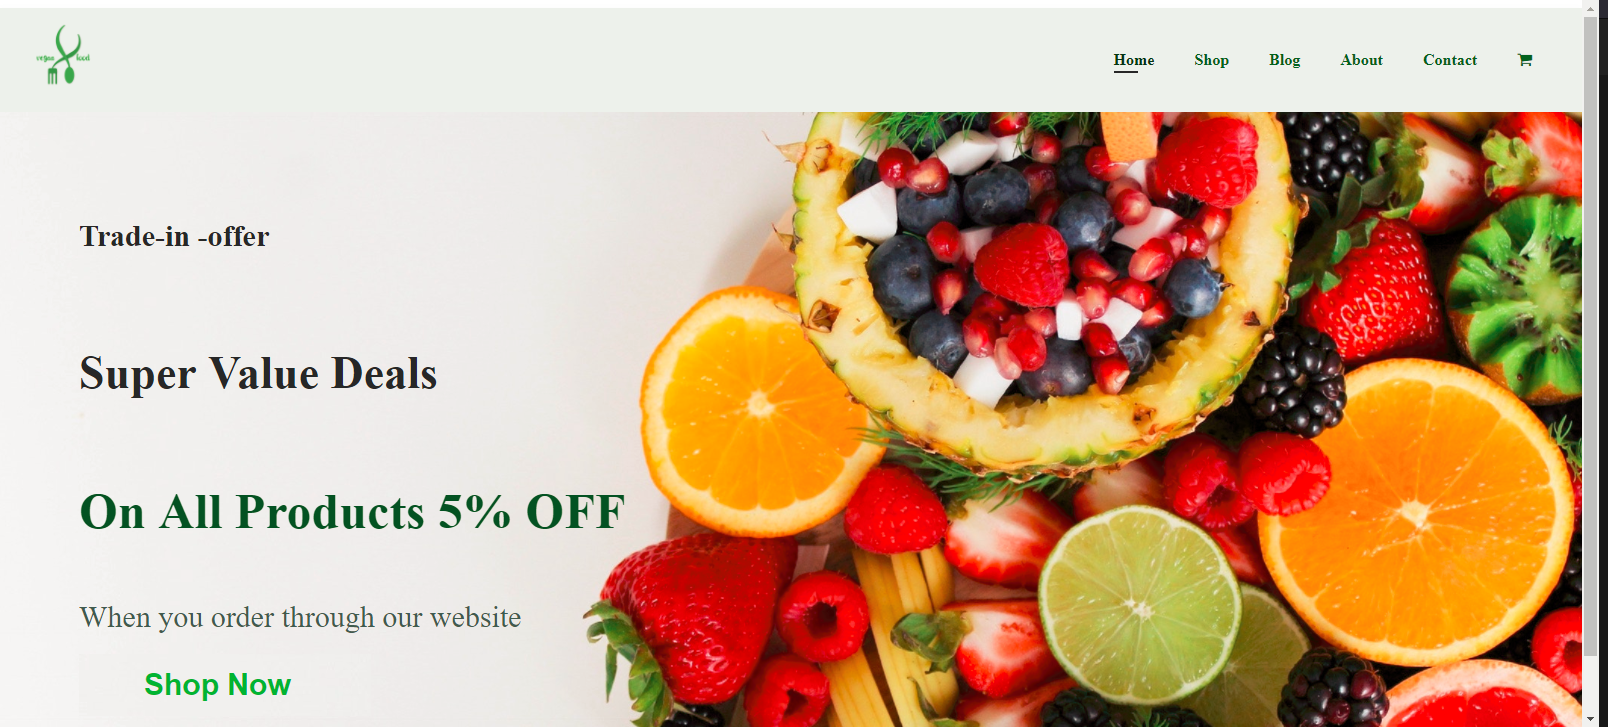 vegan food
Home Shop Blog About Contact
Trade-in -offer
Super Value Deals
On All Products 5% OFF
When you order through our website
Shop Now